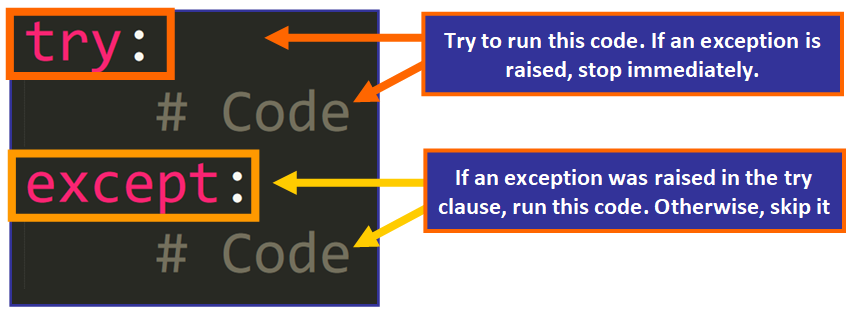 try:
# Code
except:
# Code
Try to run this code. If an exception is
raised, stop immediately.
If an exception was raised in the try
clause, run this code. Otherwise, skip it